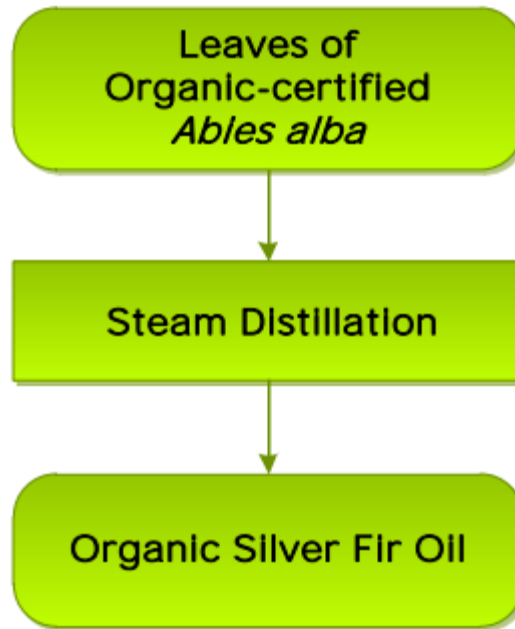 Leaves of
Organic-certified
Ables alba
Steam Distillation
Organic Silver Fir Oil